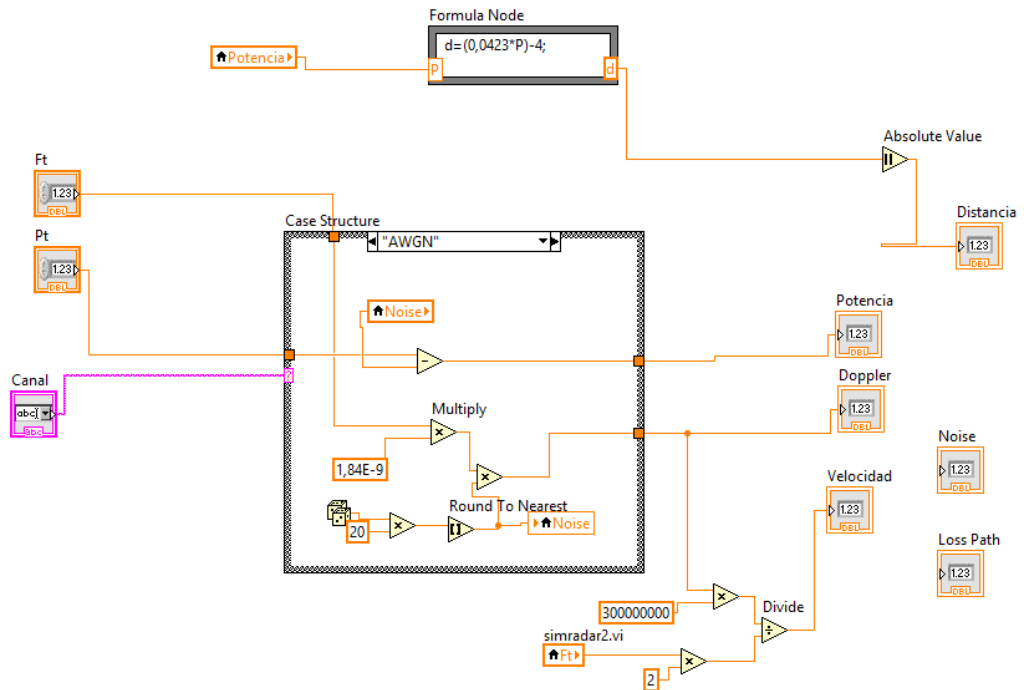 Formula Node
d=(0,0423*P)-4;
Potencia
P
d
Absolute Value
Ft
1.23
DBL
Case Structure
"AWGN"
Distancia
1.23
DBL
Pt
1.23
DBL
Noise
Potencia
1.23
DBL
Canal
abc
abc
?
Doppler
1.23
DBL
Multiply
1,84E-9
Noise
1.23
DBL
Velocidad
1.23
DBL
Round To Nearest
20
Noise
Loss Path
1.23
DBL
300000000
Divide
simradar2.vi
Ft
2